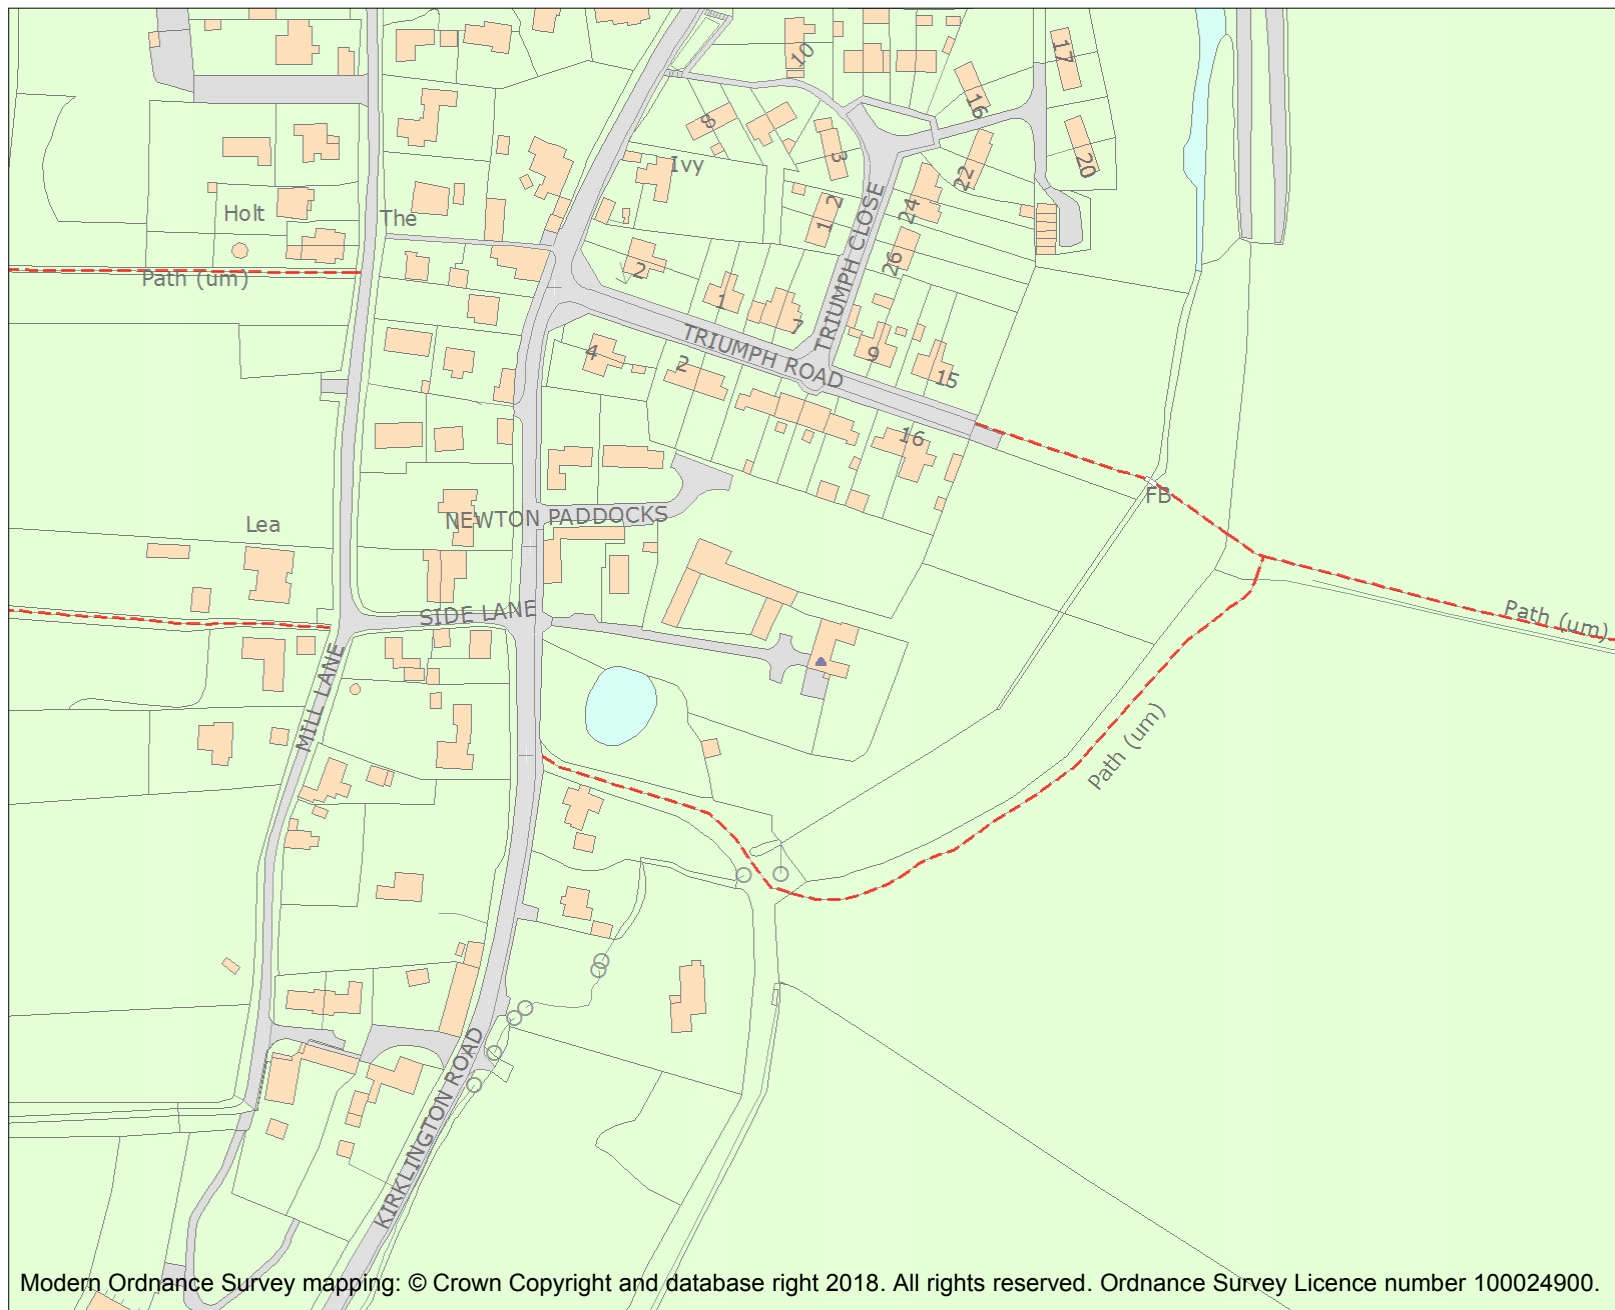 10
17
16
8
Ivy
3
20
22
Holt
The
2
1
24
TRIUMPH CLOSE
Path (um)
2
26
1
7
TRIUMPH ROAD
4
2
9
15
16
FB
NEWTON PADDOCKS
Lea
SIDE LANE
Path (um)
MILL LANE
Path (um)
KIRKLINGTON ROAD
Modern Ordnance Survey mapping: © Crown Copyright and database right 2018. All rights reserved. Ordnance Survey Licence number 100024900.